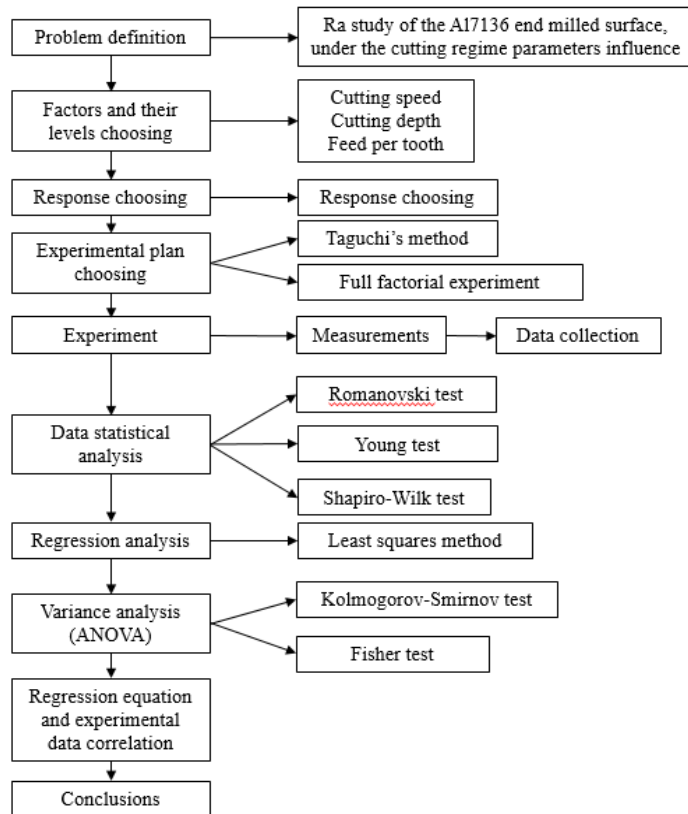 Problem definition
Ra study of the Al7136 end milled surface,
under the cutting regime parameters influence
Factors and their
levels choosing
Cutting speed
Cutting depth
Feed per tooth
Response choosing
Response choosing
Experimental plan
choosing
Taguchi’s method
Full factorial experiment
Experiment
Measurements
Data collection
Data statistical
analysis
Romanovski test
Young test
Shapiro-Wilk test
Regression analysis
Least squares method
Variance analysis
(ANOVA)
Kolmogorov-Smirnov test
Fisher test
Regression equation
and experimental
data correlation
Conclusions